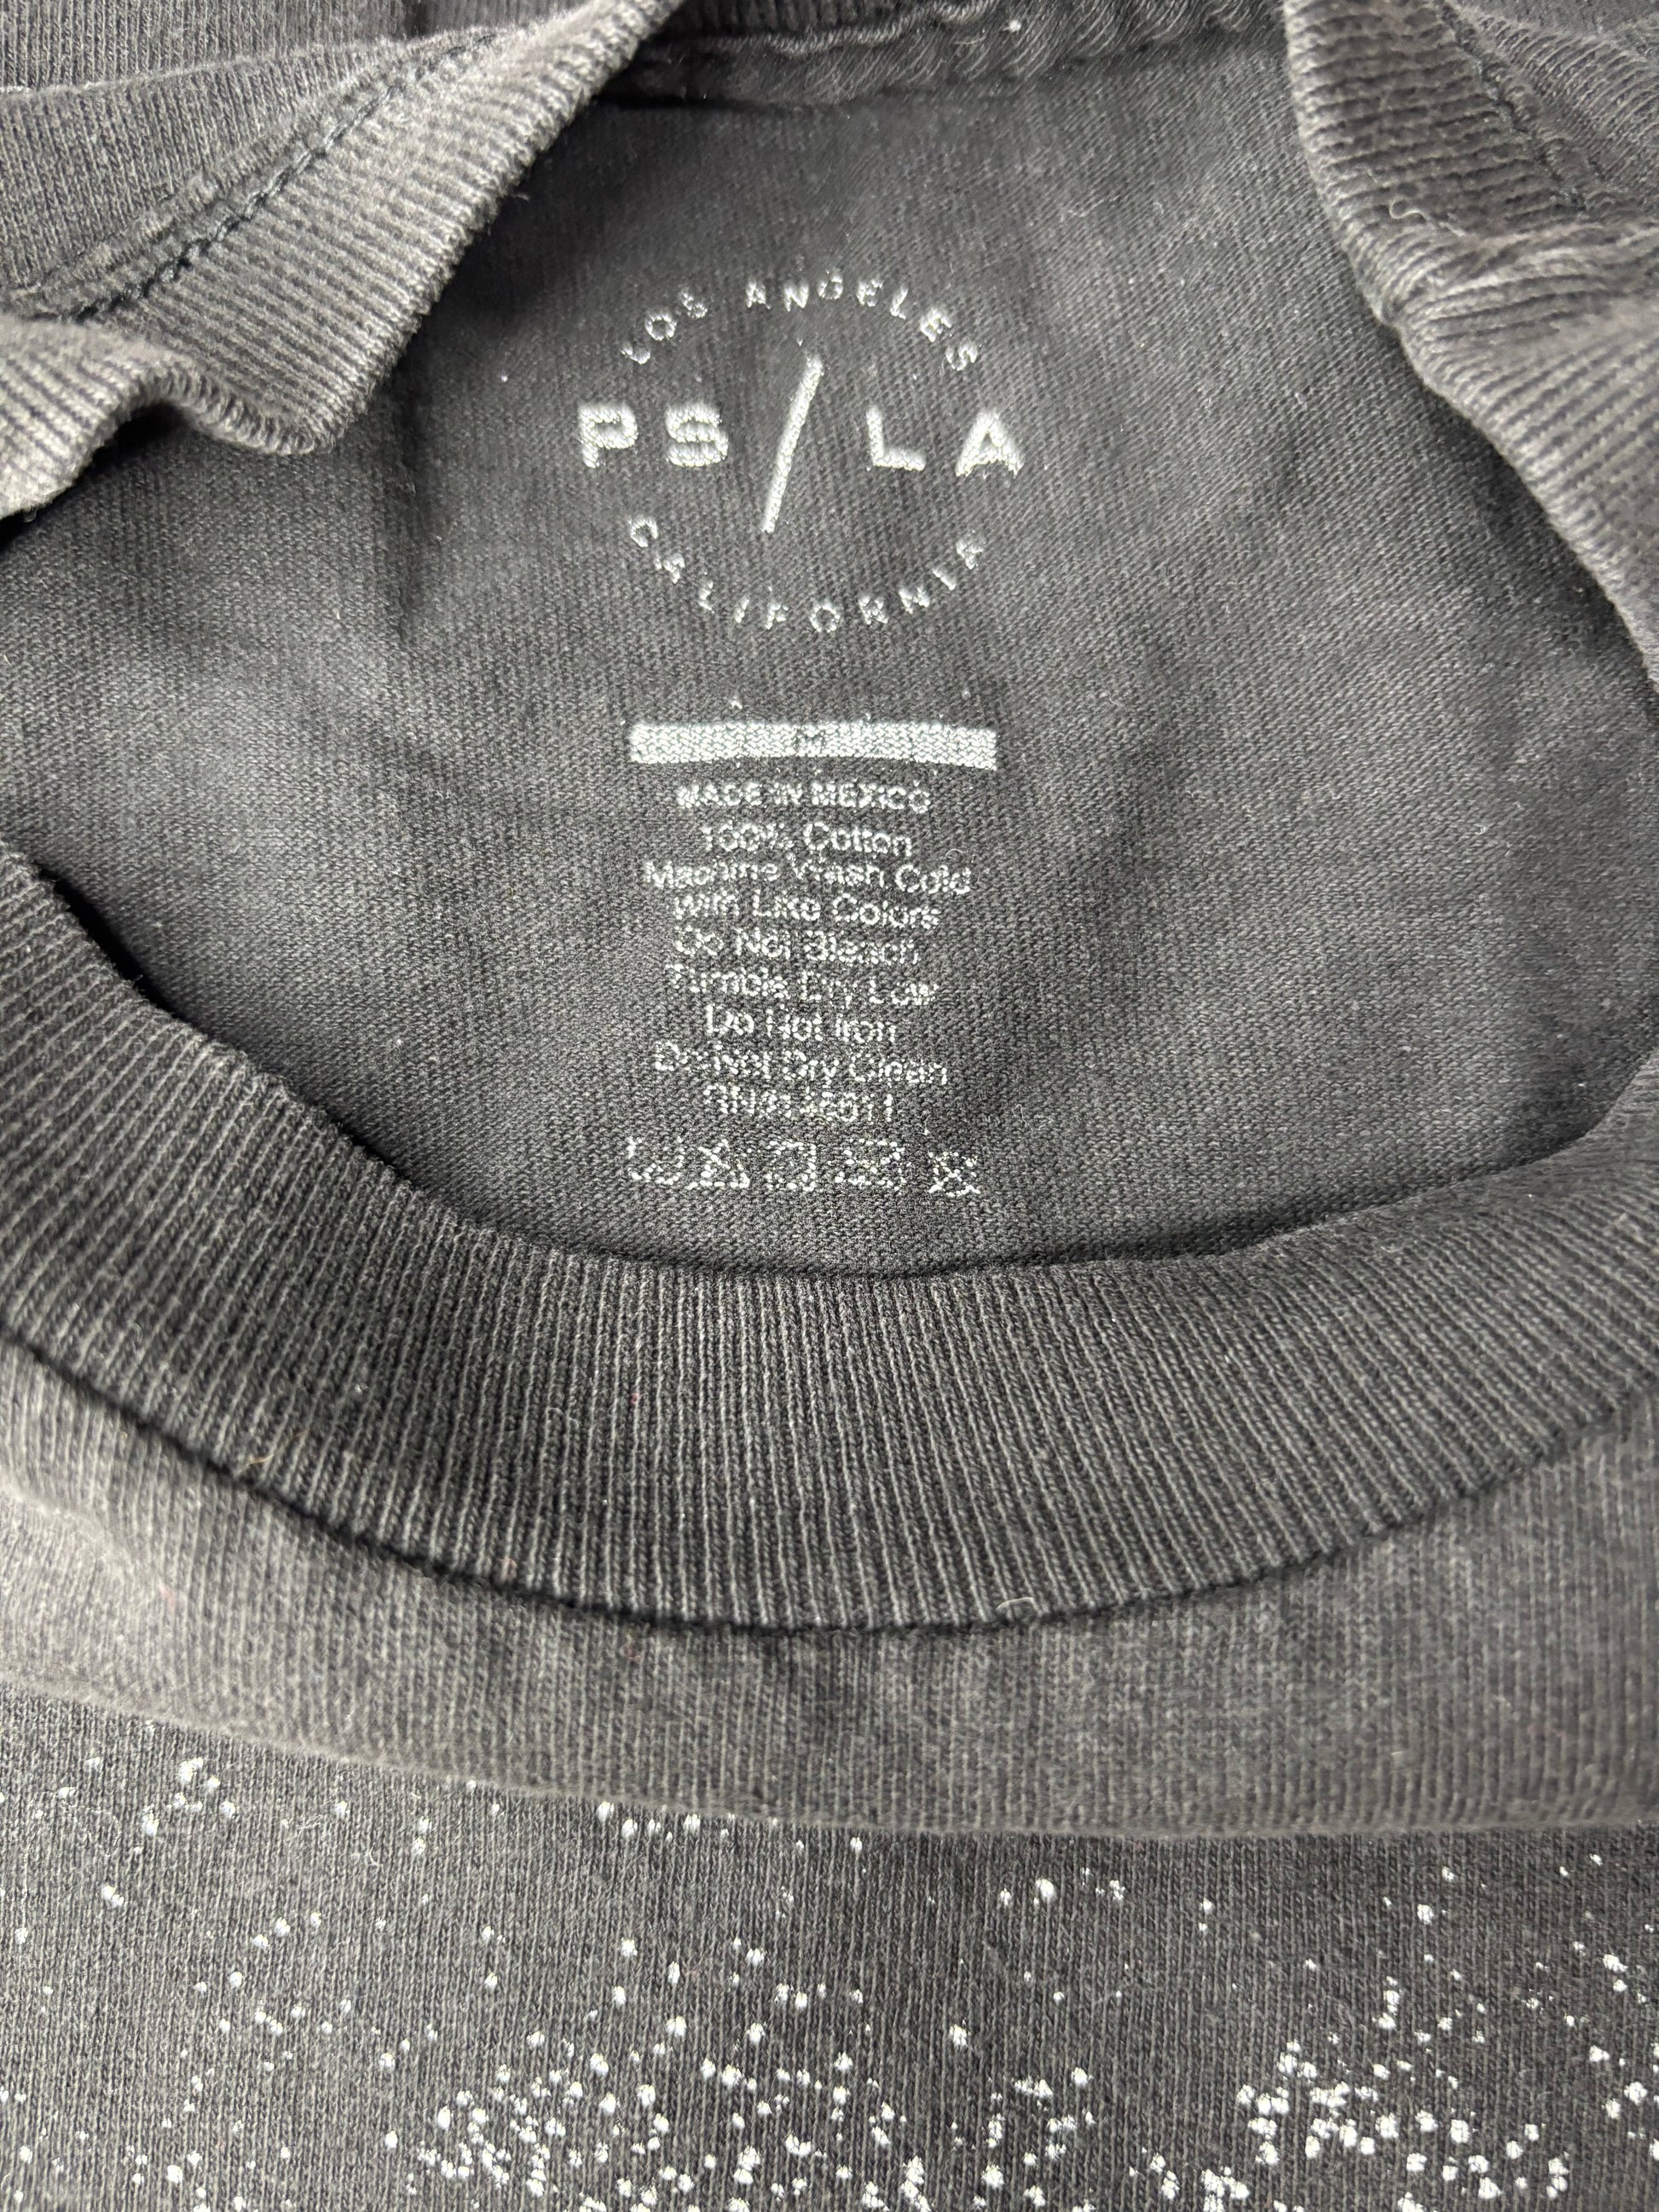 LOS ANGELES
PS/LA
CALIFORNIA
M
MADE IN MEXICO
100% Cotton
Machine Wash Cold
With Like Colors
Do Not Bleach
Tumble Dry Low
Do Not Iron
Do Not Dry Clean